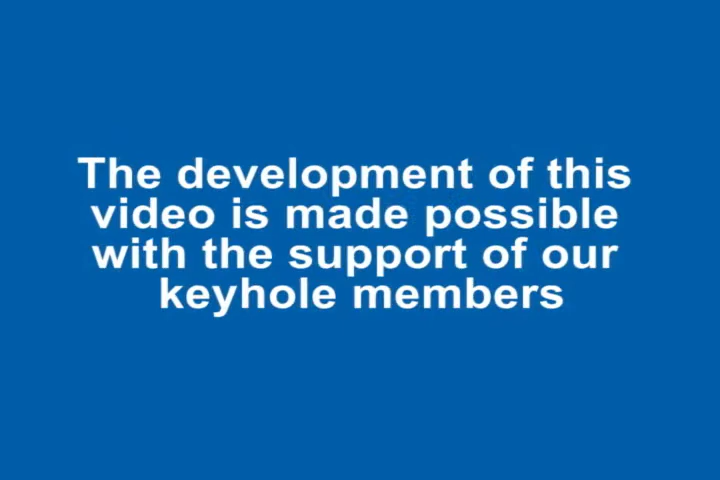 The development of this
video is made possible
with the support of our
keyhole members